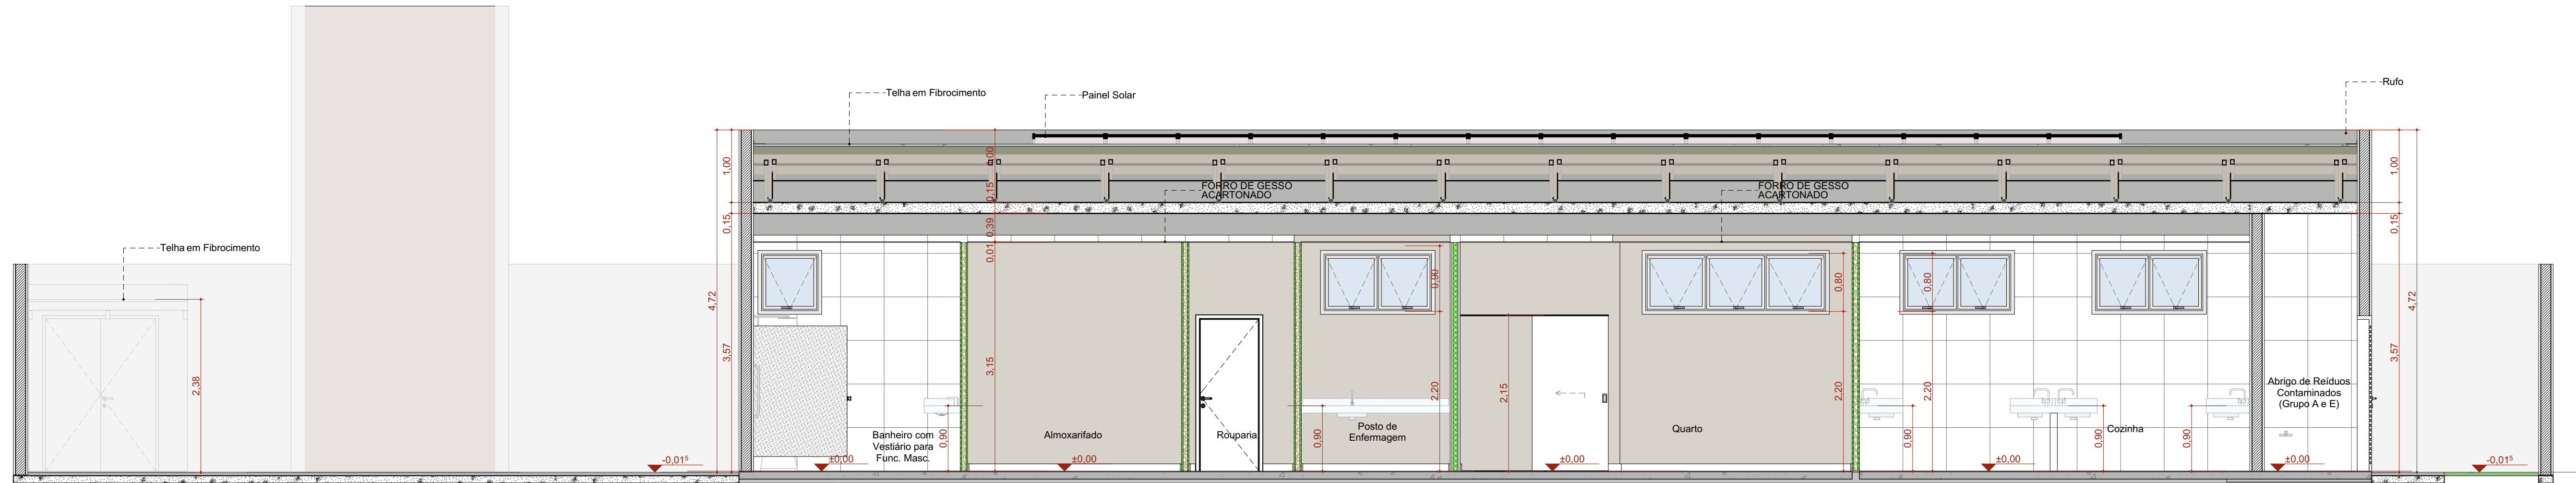 Rufo
Telha em Fibrocimento
Painel Solar
1,00
1,00
FORRO DE GESSO
ACARTONADO
FORRO DE GESSO
ACARTONADO
0,15
0,15
0,15
0,39
0,01
Telha em Fibrocimento
4,72
4,72
3,57
3,57
3,15
2,38
0,90
0,80
0,80
2,20
2,15
2,20
2,20
Abrigo de Reíduos
Contaminados
(Grupo A e E)
Banheiro com
Vestiário para
Func. Masc.
0,90
Almoxarifado
Rouparia
0,90
Posto de
Enfermagem
Quarto
0,90
0,90
Cozinha
0,90
-0,01⁵
±0,00
±0,00
±0,00
±0,00
±0,00
-0,01⁵